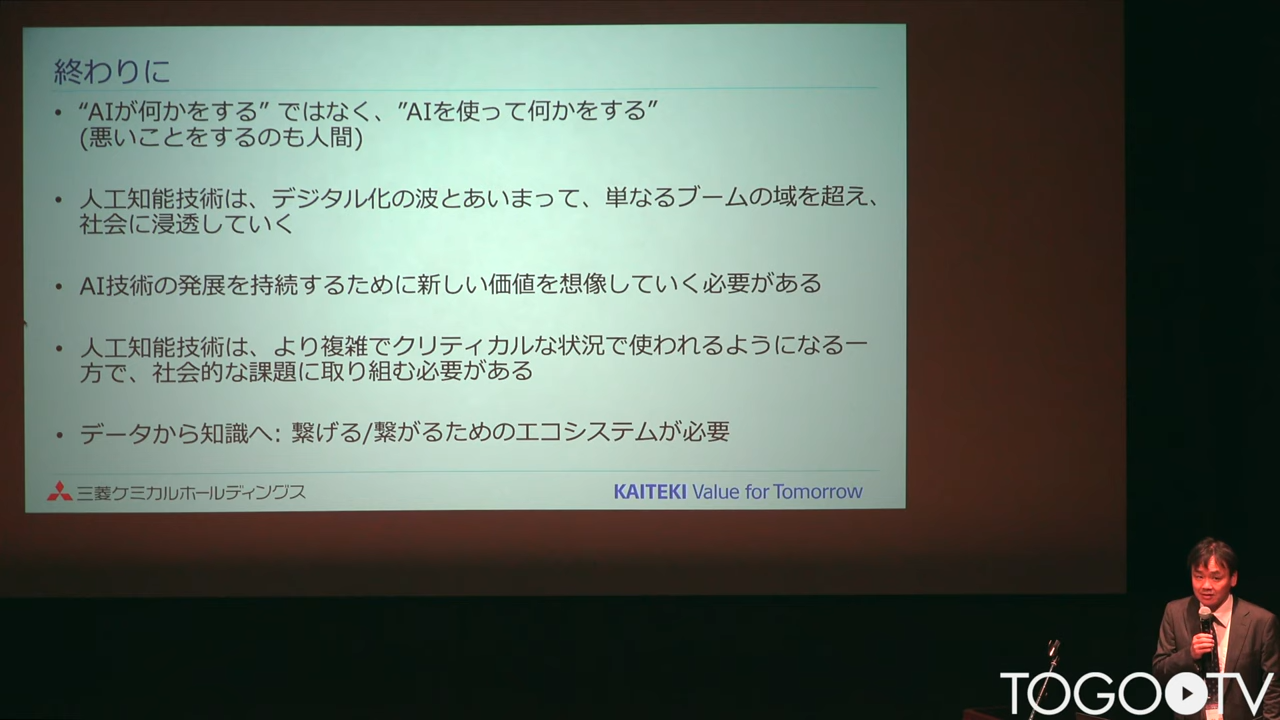 終わりに
• “AIが何かをする” ではなく、”AIを使って何かをする”
(悪いことをするのも人間)
• 人工知能技術は、デジタル化の波とあいまって、単なるブームの域を超え、
社会に浸透していく
• AI技術の発展を持続するために新しい価値を想像していく必要がある
• 人工知能技術は、より複雑でクリティカルな状況で使われるようになる一
方で、社会的な課題に取り組む必要がある
• データから知識へ: 繋げる/繋がるためのエコシステムが必要
三菱ケミカルホールディングス
KAITEKI Value for Tomorrow
TOGOTV